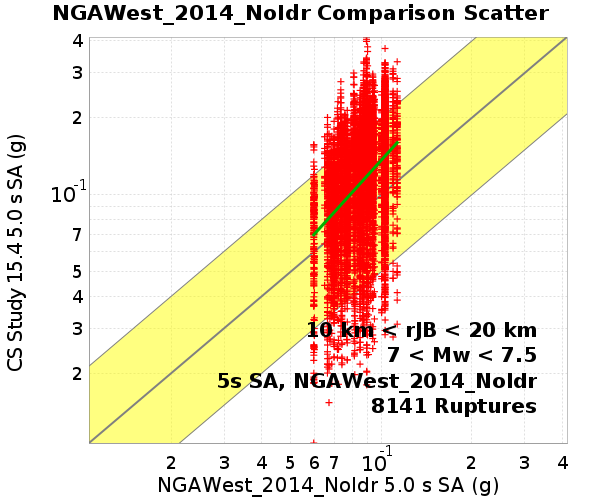 NGAWest_2014_NoIdr Comparison Scatter
CS Study 15.4 5.0 s SA (g)
4
3
2
10-1
7
5
4
3
2
10 km < rJB < 20 km
7 < Mw < 7.5
5s SA, NGAWest_2014_NoIdr
8141 Ruptures
2 3 4 5 6 7 10-1 2 3 4
NGAWest_2014_NoIdr 5.0 s SA (g)